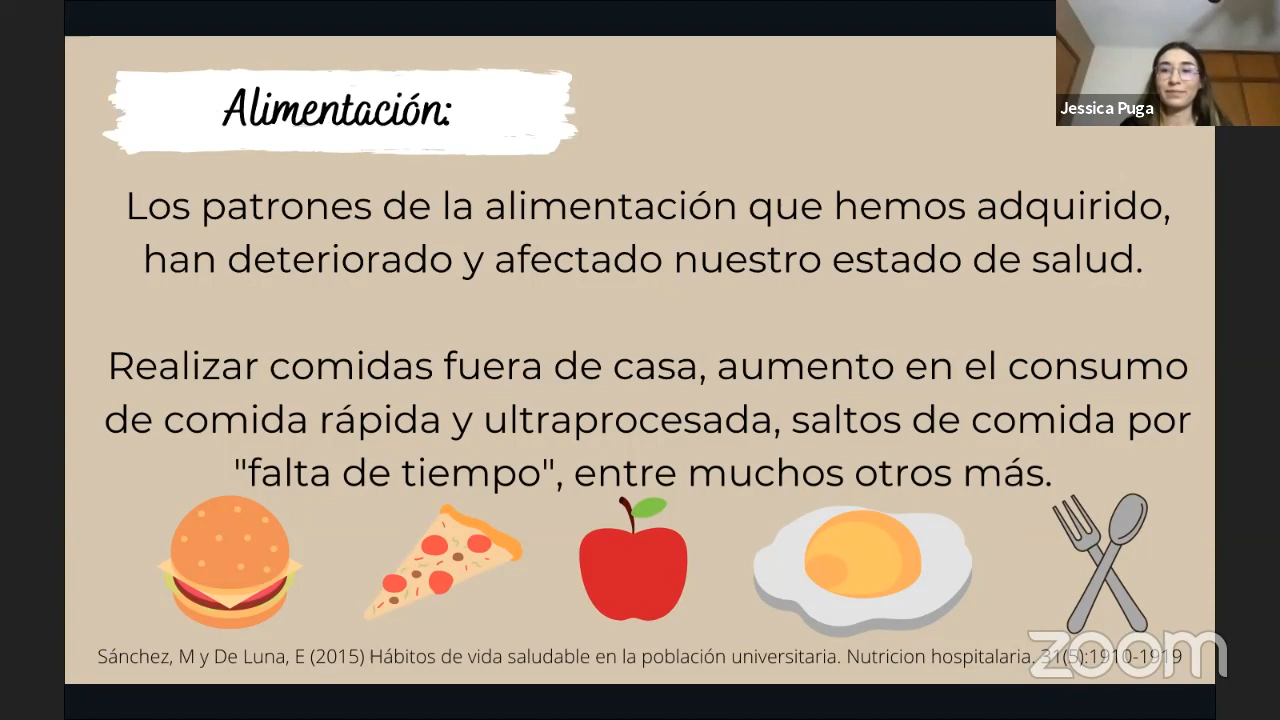 Alimentación:
Jessica Puga
Los patrones de la alimentación que hemos adquirido,
han deteriorado y afectado nuestro estado de salud.
Realizar comidas fuera de casa, aumento en el consumo
de comida rápida y ultraprocesada, saltos de comida por
"falta de tiempo", entre muchos otros más.
Sánchez, M y De Luna, E (2015) Hábitos de vida saludable en la población universitaria. Nutricion hospitalaria. 31(5):1910-1919
zoom